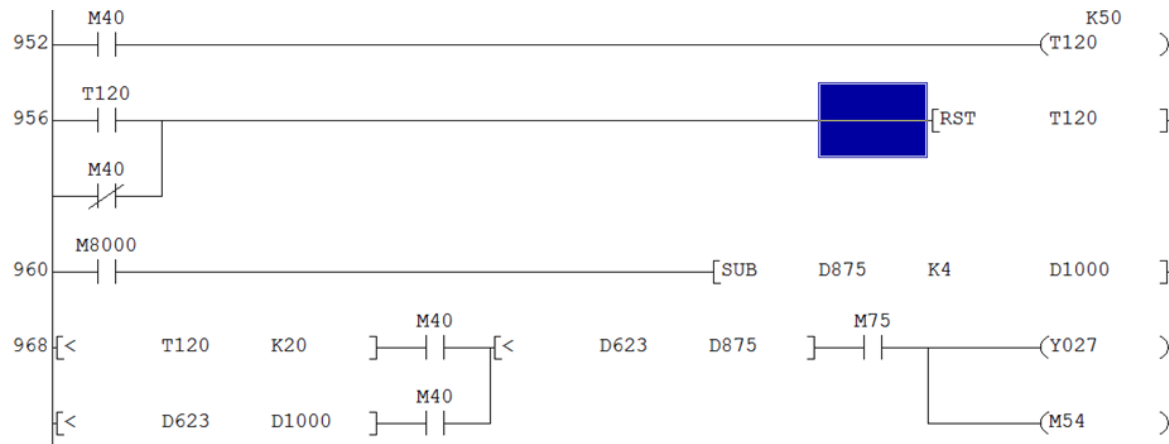 M40 K50
952 (T120 )
T120
956 [RST T120 ]
M40
M8000
960 [SUB D875 K4 D1000 ]
M40 M75
968 [< T120 K20 ] [< D623 D875 ] (Y027 )
M40
[< D623 D1000 ] (M54 )